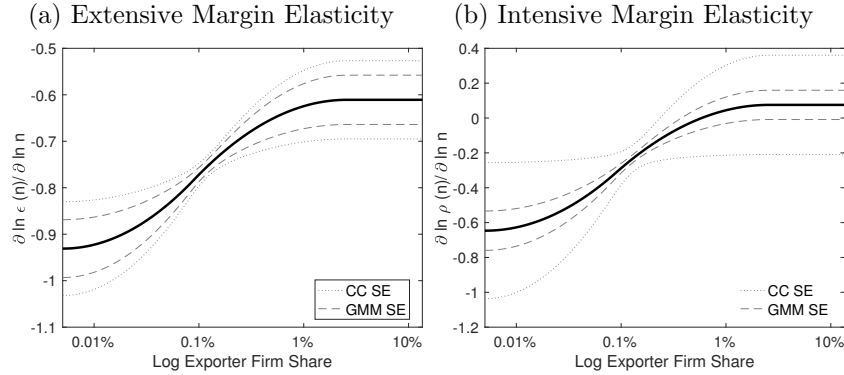 (a) Extensive Margin Elasticity
-0.5
-0.6
-0.7
-0.8
-0.9
-1
-1.1
∂ ln ϵ (n)/ ∂ ln n
0.01% 0.1% 1% 10%
Log Exporter Firm Share
CC SE
GMM SE
(b) Intensive Margin Elasticity
0.4
0.2
0
-0.2
-0.4
-0.6
-0.8
-1
-1.2
∂ ln ρ (n)/ ∂ ln n
0.01% 0.1% 1% 10%
Log Exporter Firm Share
CC SE
GMM SE